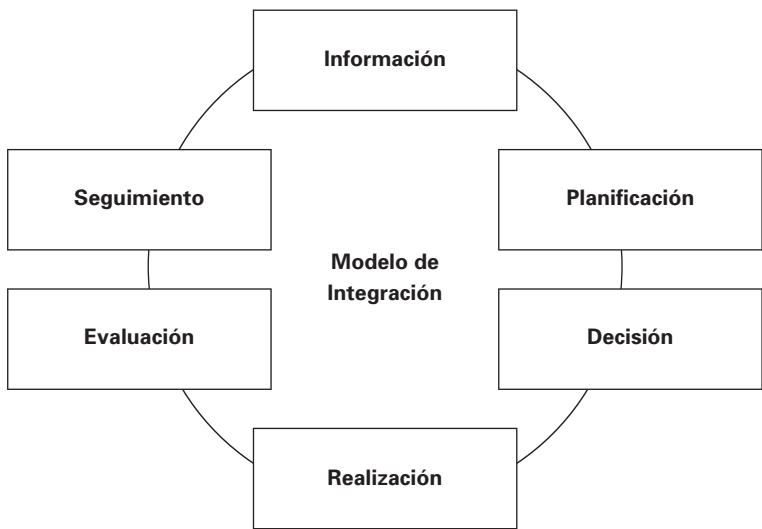 Información
Seguimiento
Planificación
Modelo de
Integración
Evaluación
Decisión
Realización